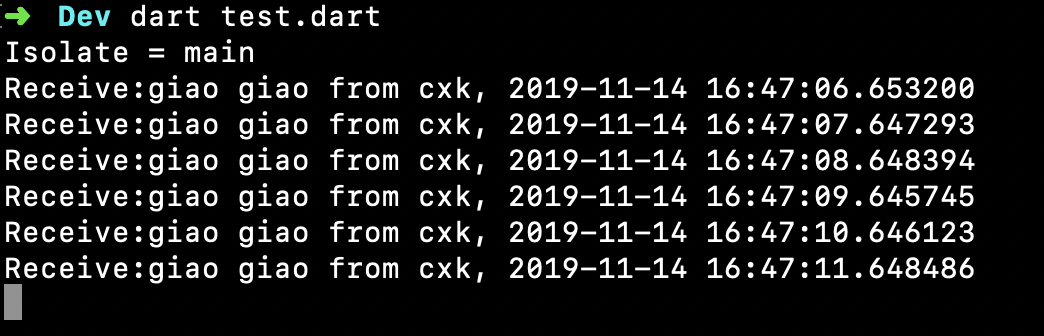 ➜ Dev dart test.dart
Isolate = main
Receive:giao giao from cxk, 2019-11-14 16:47:06.653200
Receive:giao giao from cxk, 2019-11-14 16:47:07.647293
Receive:giao giao from cxk, 2019-11-14 16:47:08.648394
Receive:giao giao from cxk, 2019-11-14 16:47:09.645745
Receive:giao giao from cxk, 2019-11-14 16:47:10.646123
Receive:giao giao from cxk, 2019-11-14 16:47:11.648486